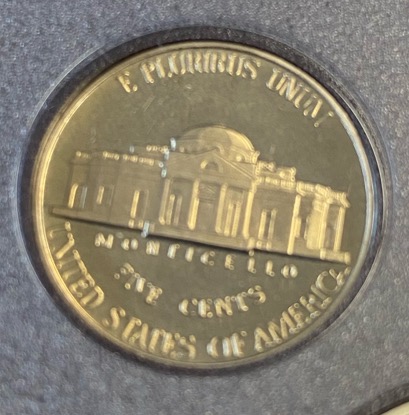 E PLURIBUS UNUM
MONTICELLO
FIVE CENTS
UNITED STATES OF AMERICA